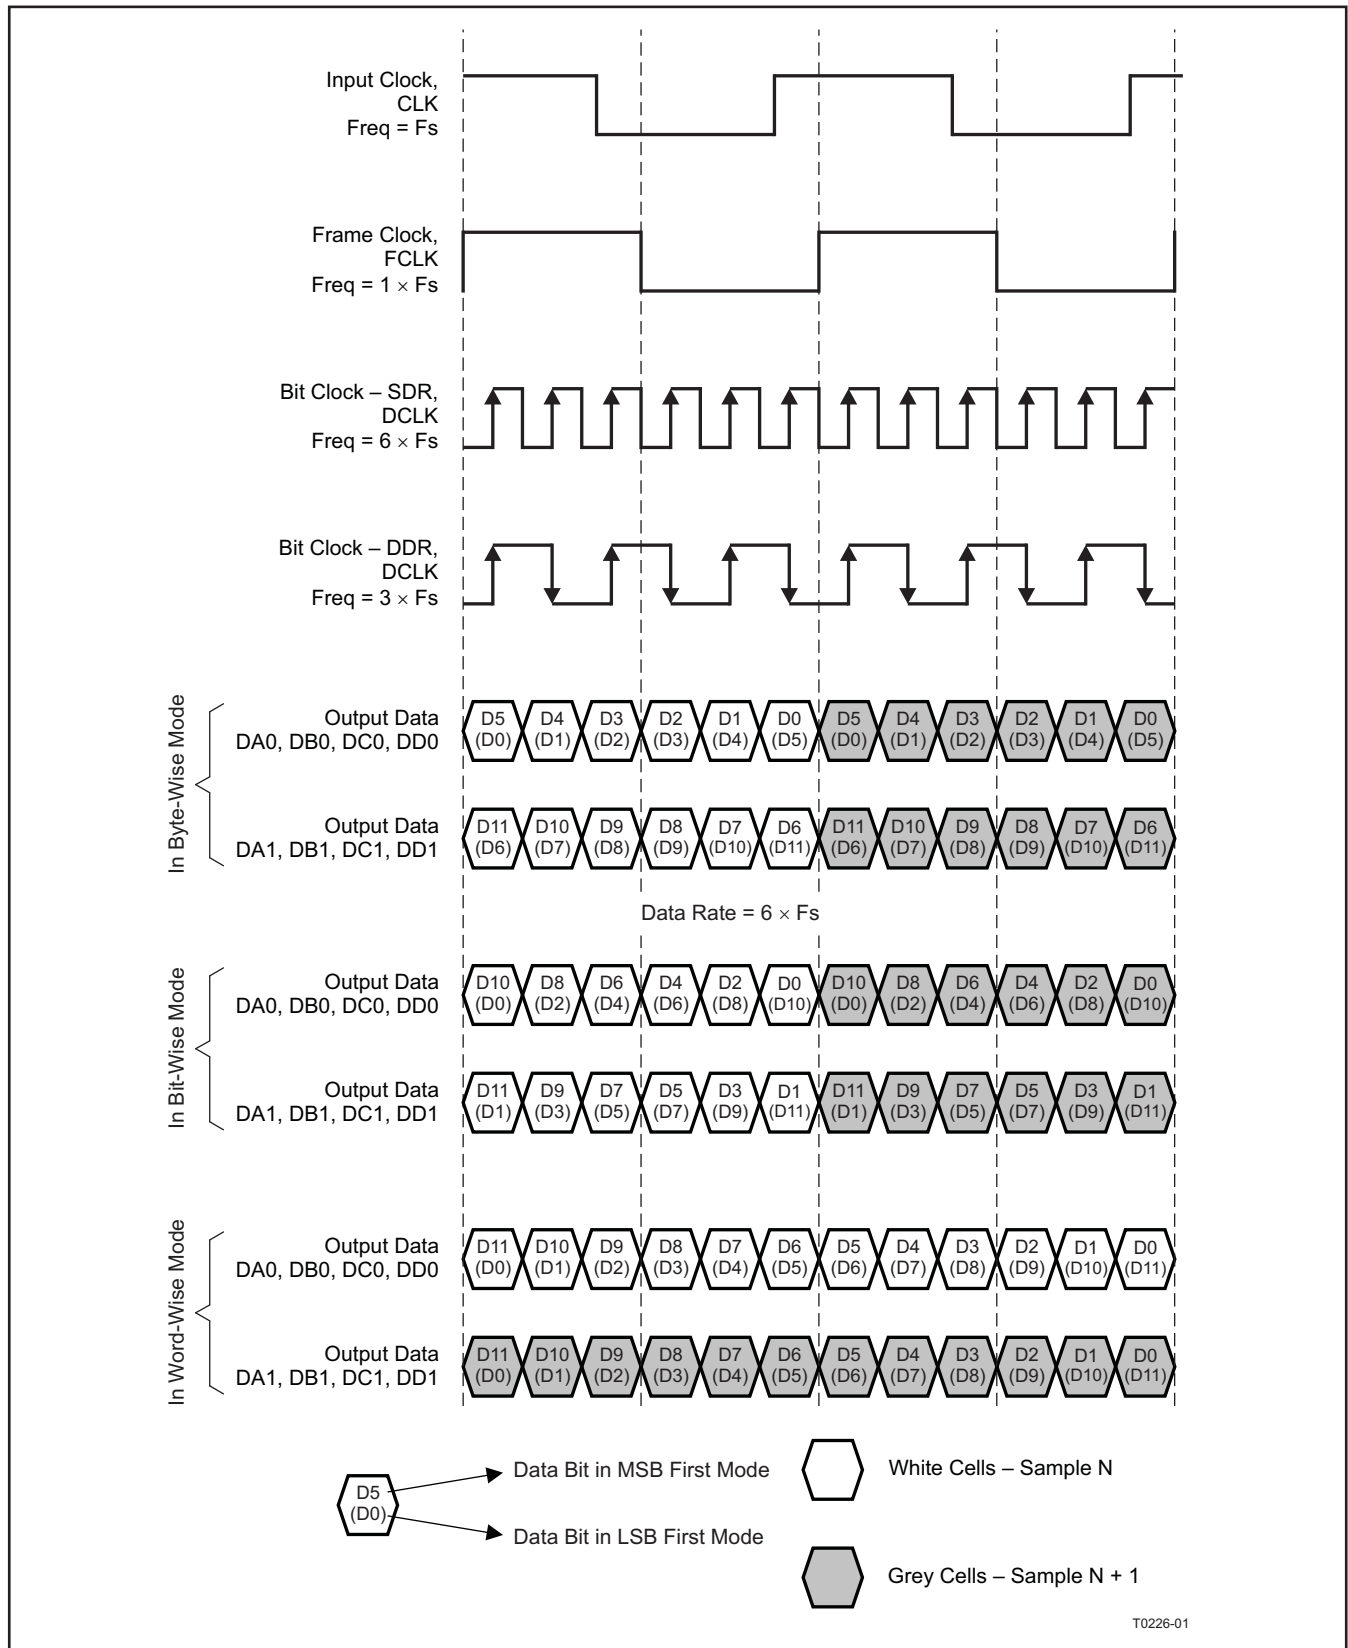 Input Clock,
CLK
Freq = Fs
Frame Clock,
FCLK
Freq = 1 × Fs
Bit Clock – SDR,
DCLK
Freq = 6 × Fs
Bit Clock – DDR,
DCLK
Freq = 3 × Fs
In Byte-Wise Mode
Output Data
DA0, DB0, DC0, DD0
D5 D4 D3 D2 D1 D0 D5 D4 D3 D2 D1 D0
(D0) (D1) (D2) (D3) (D4) (D5) (D0) (D1) (D2) (D3) (D4) (D5)
Output Data
DA1, DB1, DC1, DD1
D11 D10 D9 D8 D7 D6 D11 D10 D9 D8 D7 D6
(D6) (D7) (D8) (D9) (D10) (D11) (D6) (D7) (D8) (D9) (D10) (D11)
Data Rate = 6 × Fs
In Bit-Wise Mode
Output Data
DA0, DB0, DC0, DD0
D10 D8 D6 D4 D2 D0 D10 D8 D6 D4 D2 D0
(D0) (D2) (D4) (D6) (D8) (D10) (D0) (D2) (D4) (D6) (D8) (D10)
Output Data
DA1, DB1, DC1, DD1
D11 D9 D7 D5 D3 D1 D11 D9 D7 D5 D3 D1
(D1) (D3) (D5) (D7) (D9) (D11) (D1) (D3) (D5) (D7) (D9) (D11)
In Word-Wise Mode
Output Data
DA0, DB0, DC0, DD0
D11 D10 D9 D8 D7 D6 D5 D4 D3 D2 D1 D0
(D0) (D1) (D2) (D3) (D4) (D5) (D6) (D7) (D8) (D9) (D10) (D11)
Output Data
DA1, DB1, DC1, DD1
D11 D10 D9 D8 D7 D6 D5 D4 D3 D2 D1 D0
(D0) (D1) (D2) (D3) (D4) (D5) (D6) (D7) (D8) (D9) (D10) (D11)
D5
(D0)
Data Bit in MSB First Mode
Data Bit in LSB First Mode
White Cells – Sample N
Grey Cells – Sample N + 1
T0226-01